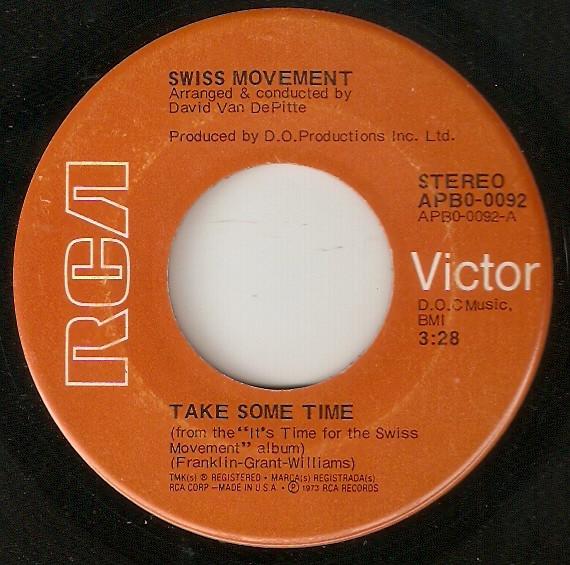 SWISS MOVEMENT
Arranged & conducted by
David Van DePitte
Produced by D.O.Productions Inc. Ltd.
RCA
STEREO
APBO-0092
APBO-0092-A
Victor
D.O.C Music,
BMI
3:28
TAKE SOME TIME
(from the "It's Time for the Swiss
Movement" album)
(Franklin-Grant-Williams)
TMK(s) ® REGISTERED • MARCA(s) REGISTRADA(s)
RCA CORP—MADE IN U.S.A. • ℗ 1973 RCA RECORDS